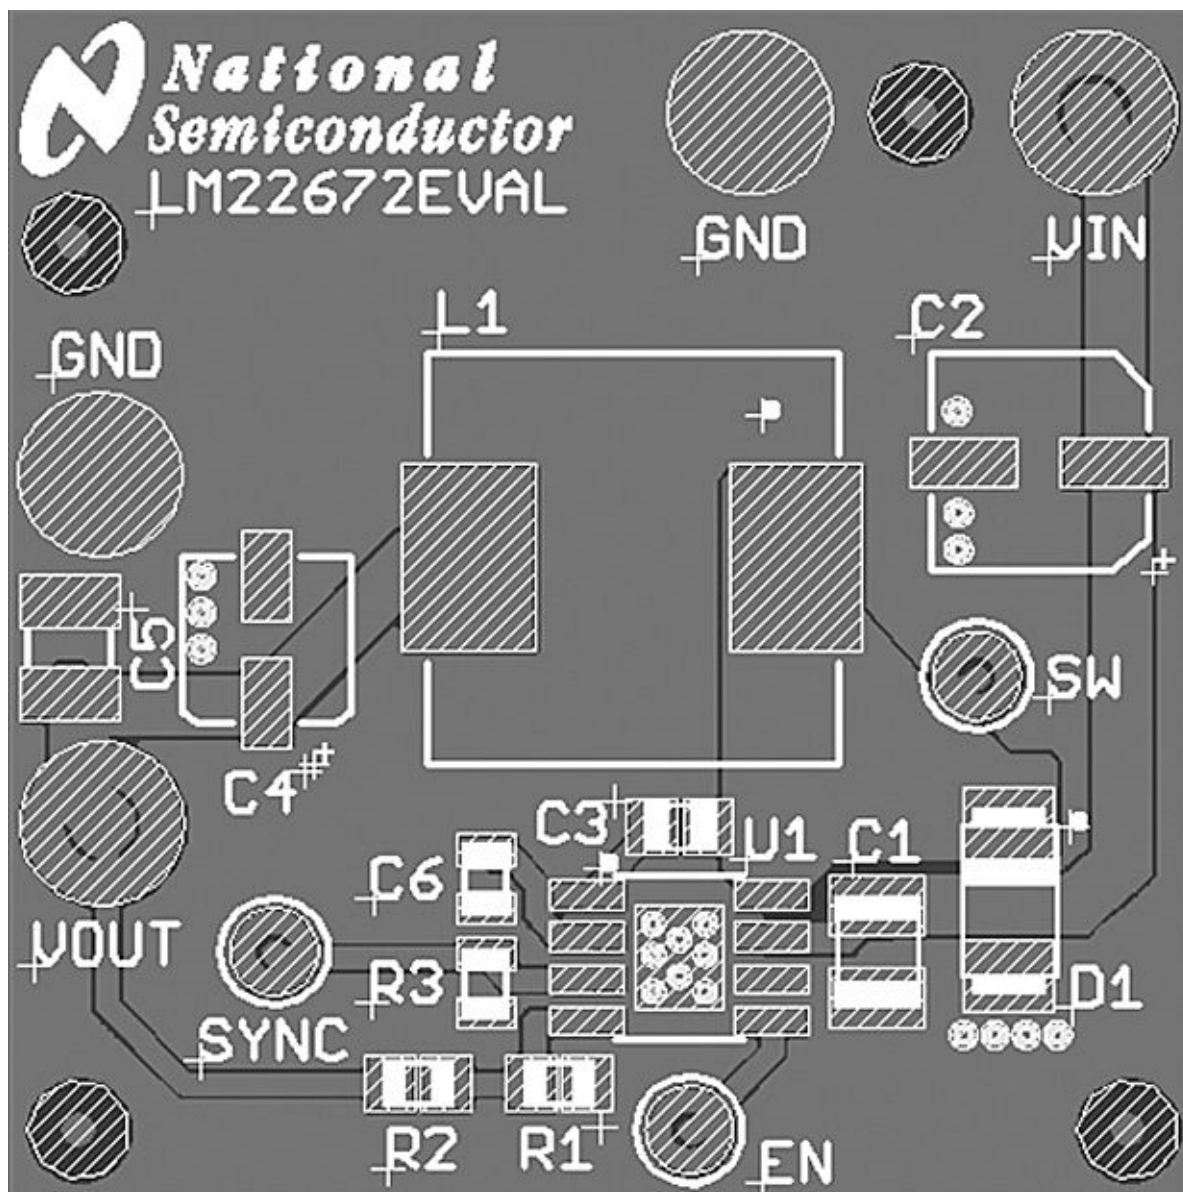 National
Semiconductor
LM22672EVAL
GND
VIN
L1
C2
GND
C5
SW
C4
C3
U1
C1
C6
VOUT
R3
D1
SYNC
R2
R1
EN